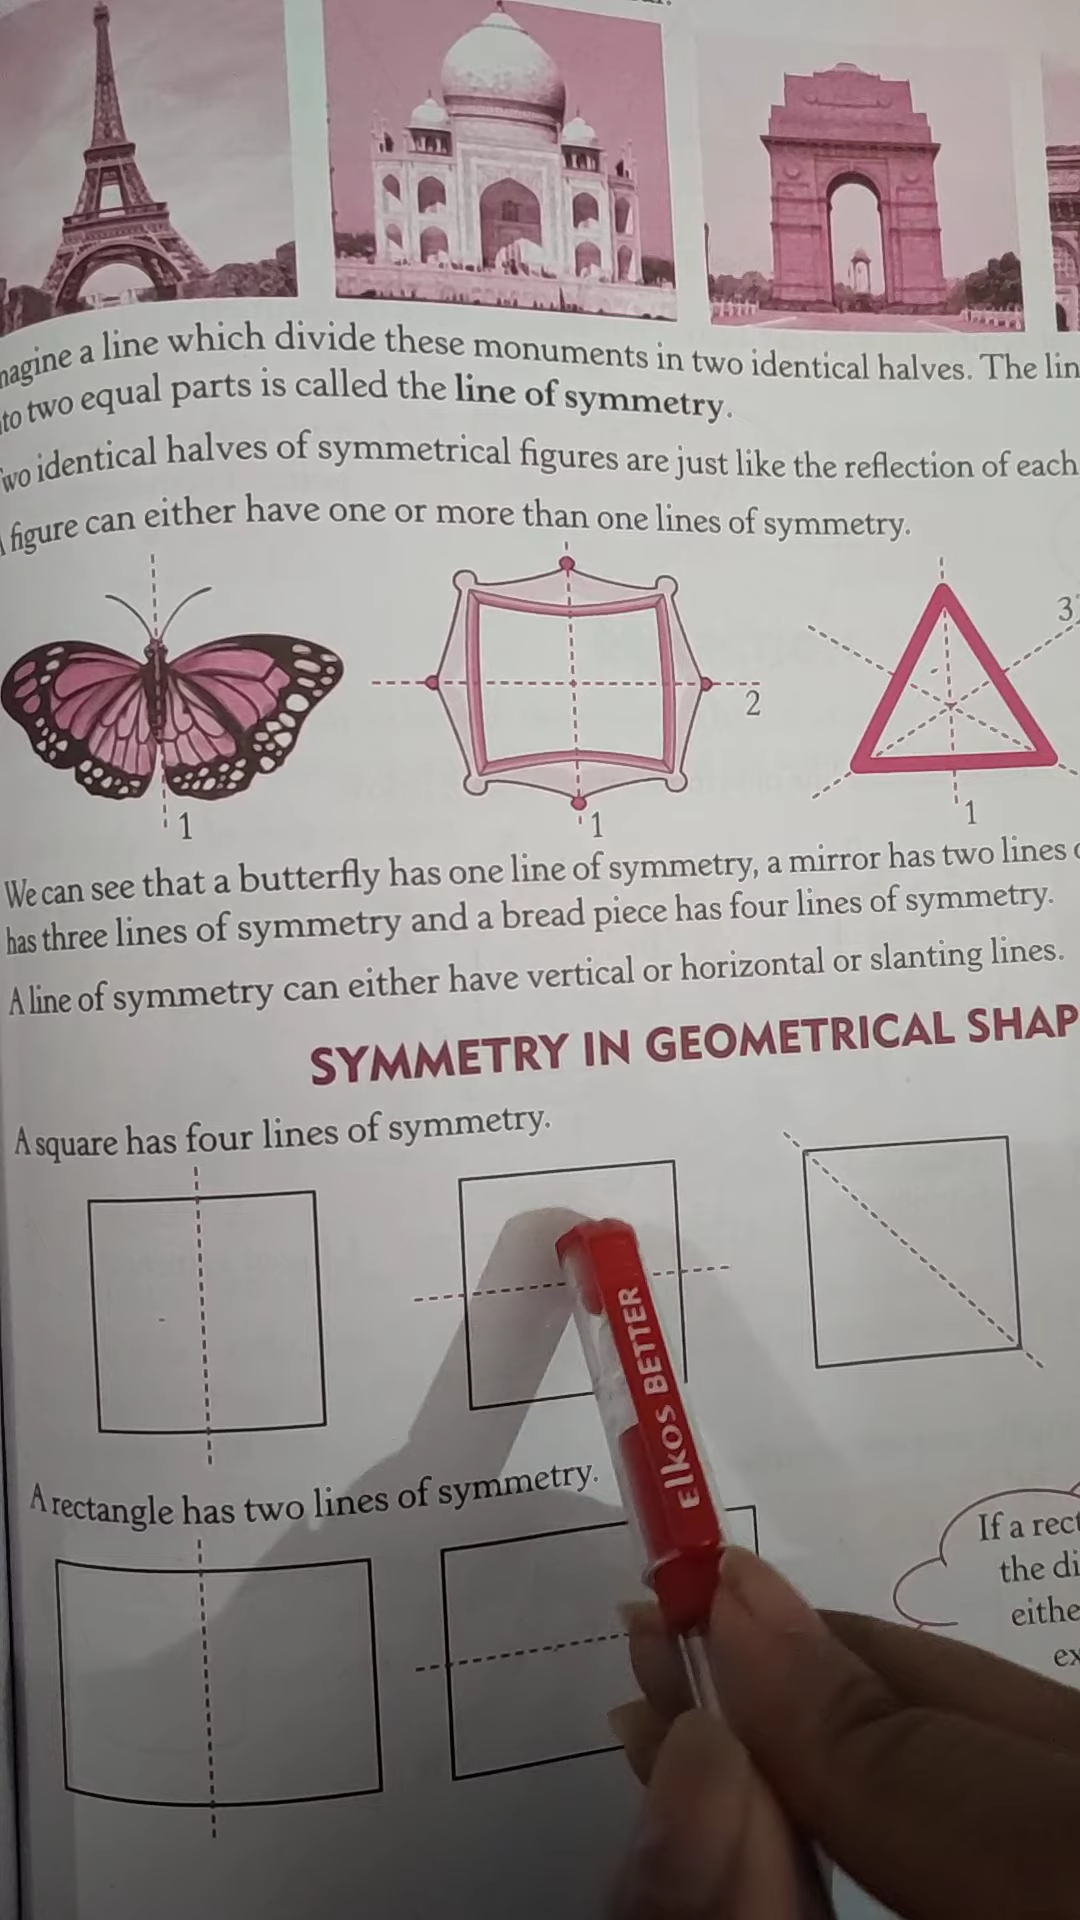 magine a line which divide these monuments in two identical halves. The lin
to two equal parts is called the line of symmetry.
wo identical halves of symmetrical figures are just like the reflection of each
figure can either have one or more than one lines of symmetry.
3
2
1
1
1
We can see that a butterfly has one line of symmetry, a mirror has two lines
has three lines of symmetry and a bread piece has four lines of symmetry.
A line of symmetry can either have vertical or horizontal or slanting lines.
SYMMETRY IN GEOMETRICAL SHAP
A square has four lines of symmetry.
Elkos BETTER
A rectangle has two lines of symmetry.
If a rect
the di
eithe
ex